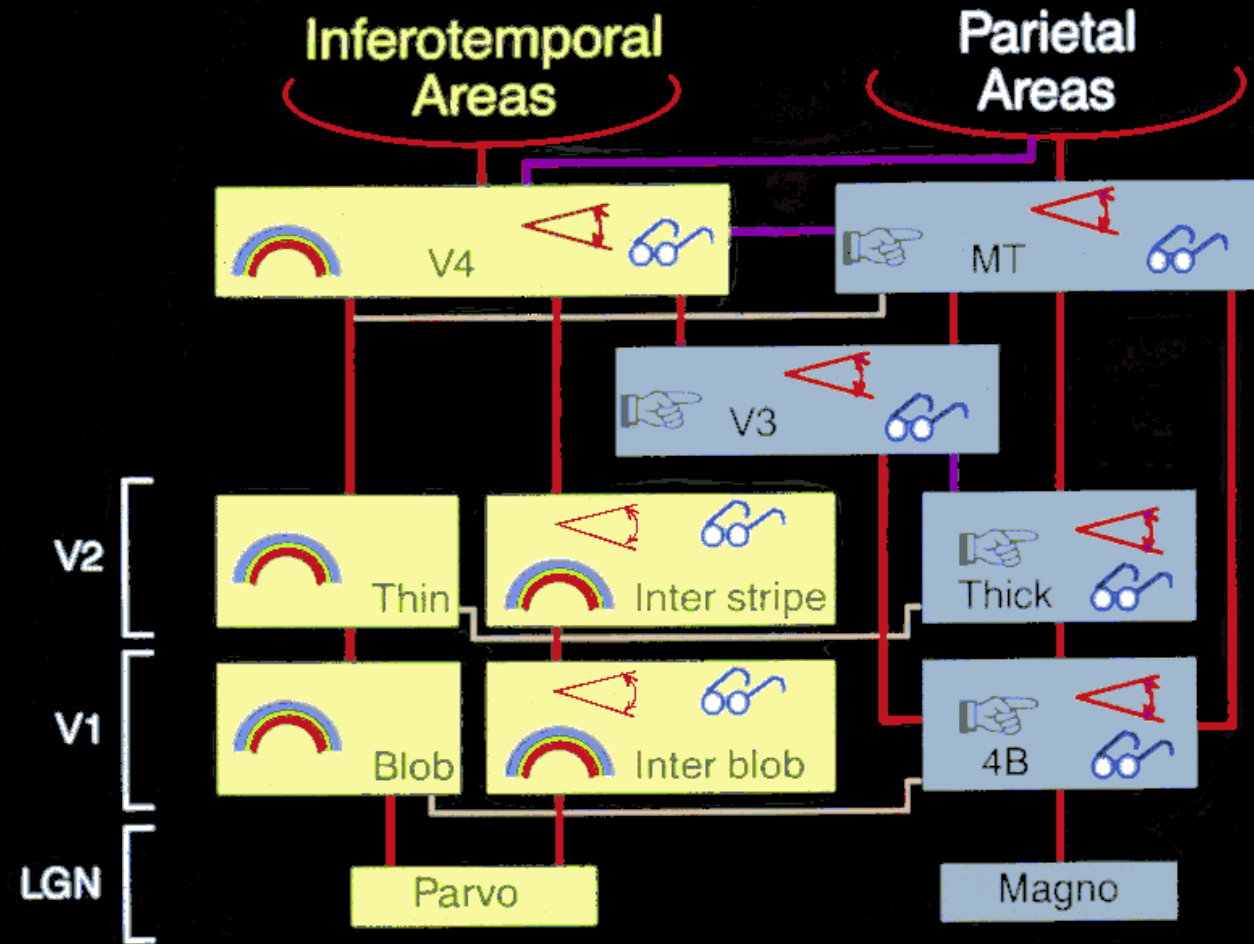 Inferotemporal
Areas
Parietal
Areas
V4
MT
V3
V2
Thin
Inter stripe
Thick
V1
Blob
Inter blob
4B
LGN
Parvo
Magno